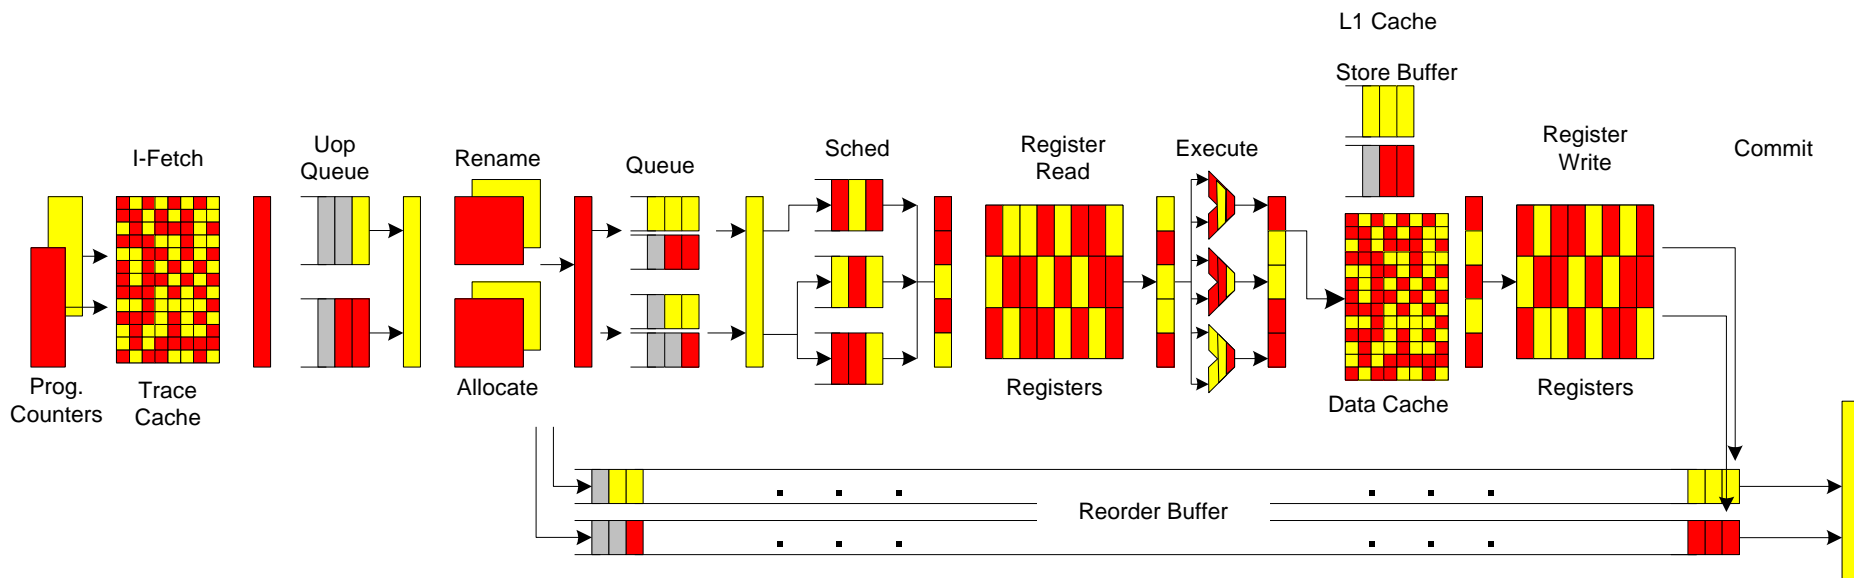 L1 Cache
Store Buffer
I-Fetch
Uop
Queue
Rename
Queue
Sched
Register
Read
Execute
Register
Write
Commit
Prog.
Counters
Trace
Cache
Allocate
Registers
Data Cache
Registers
Reorder Buffer